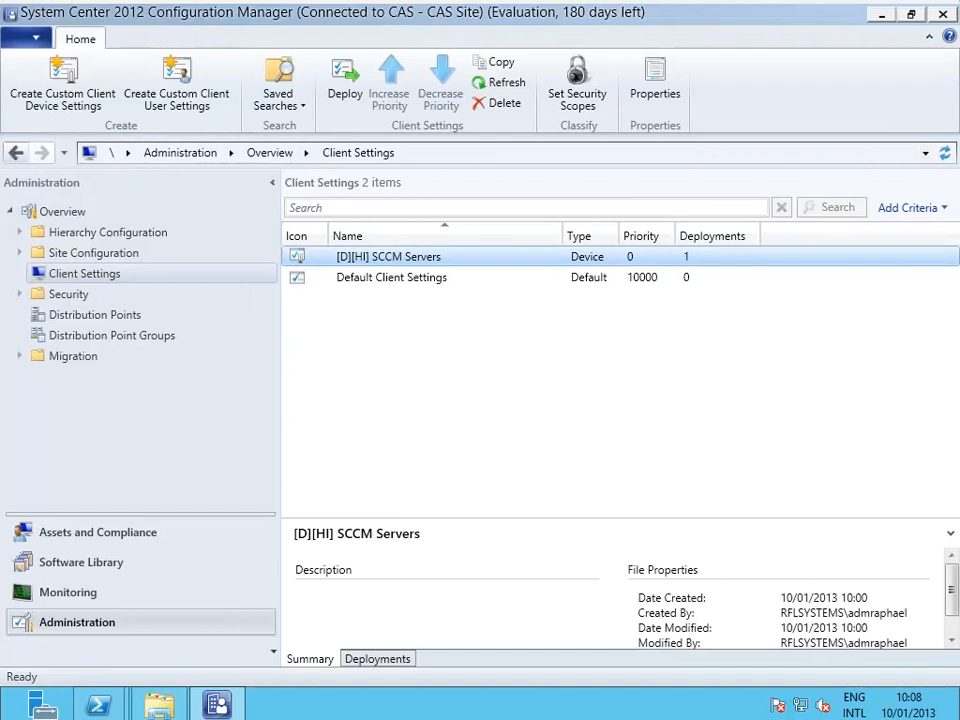 System Center 2012 Configuration Manager (Connected to CAS - CAS Site) (Evaluation, 180 days left)
Home
Create Custom Client Device Settings
Create Custom Client User Settings
Saved Searches
Deploy
Increase Priority
Decrease Priority
Copy
Refresh
Delete
Set Security Scopes
Properties
Create
Search
Client Settings
Classify
Properties
\ Administration Overview Client Settings
Administration
Overview
Hierarchy Configuration
Site Configuration
Client Settings
Security
Distribution Points
Distribution Point Groups
Migration
Assets and Compliance
Software Library
Monitoring
Administration
Client Settings 2 items
Search
Search
Add Criteria
Icon Name Type Priority Deployments
[D][HI] SCCM Servers Device 0 1
Default Client Settings Default 10000 0
[D][HI] SCCM Servers
Description
File Properties
Date Created: 10/01/2013 10:00
Created By: RFLSYSTEMS\admraphael
Date Modified: 10/01/2013 10:00
Modified By: RFLSYSTEMS\admraphael
Summary Deployments
Ready
ENG
INTL
10:08
10/01/2013